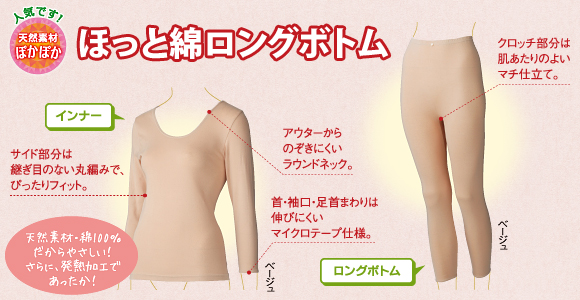 人気です!
天然素材
ぽかぽか
ほっと綿ロングボトム
インナー
サイド部分は
継ぎ目のない丸編みで、
ぴったりフィット。
アウターから
のぞきにくい
ラウンドネック。
首・袖口・足首まわりは
伸びにくい
マイクロテープ仕様。
ベージュ
クロッチ部分は
肌あたりのよい
マチ仕立て。
ベージュ
ロングボトム
天然素材・綿100%
だからやさしい!
さらに、発熱加工で
あったか!